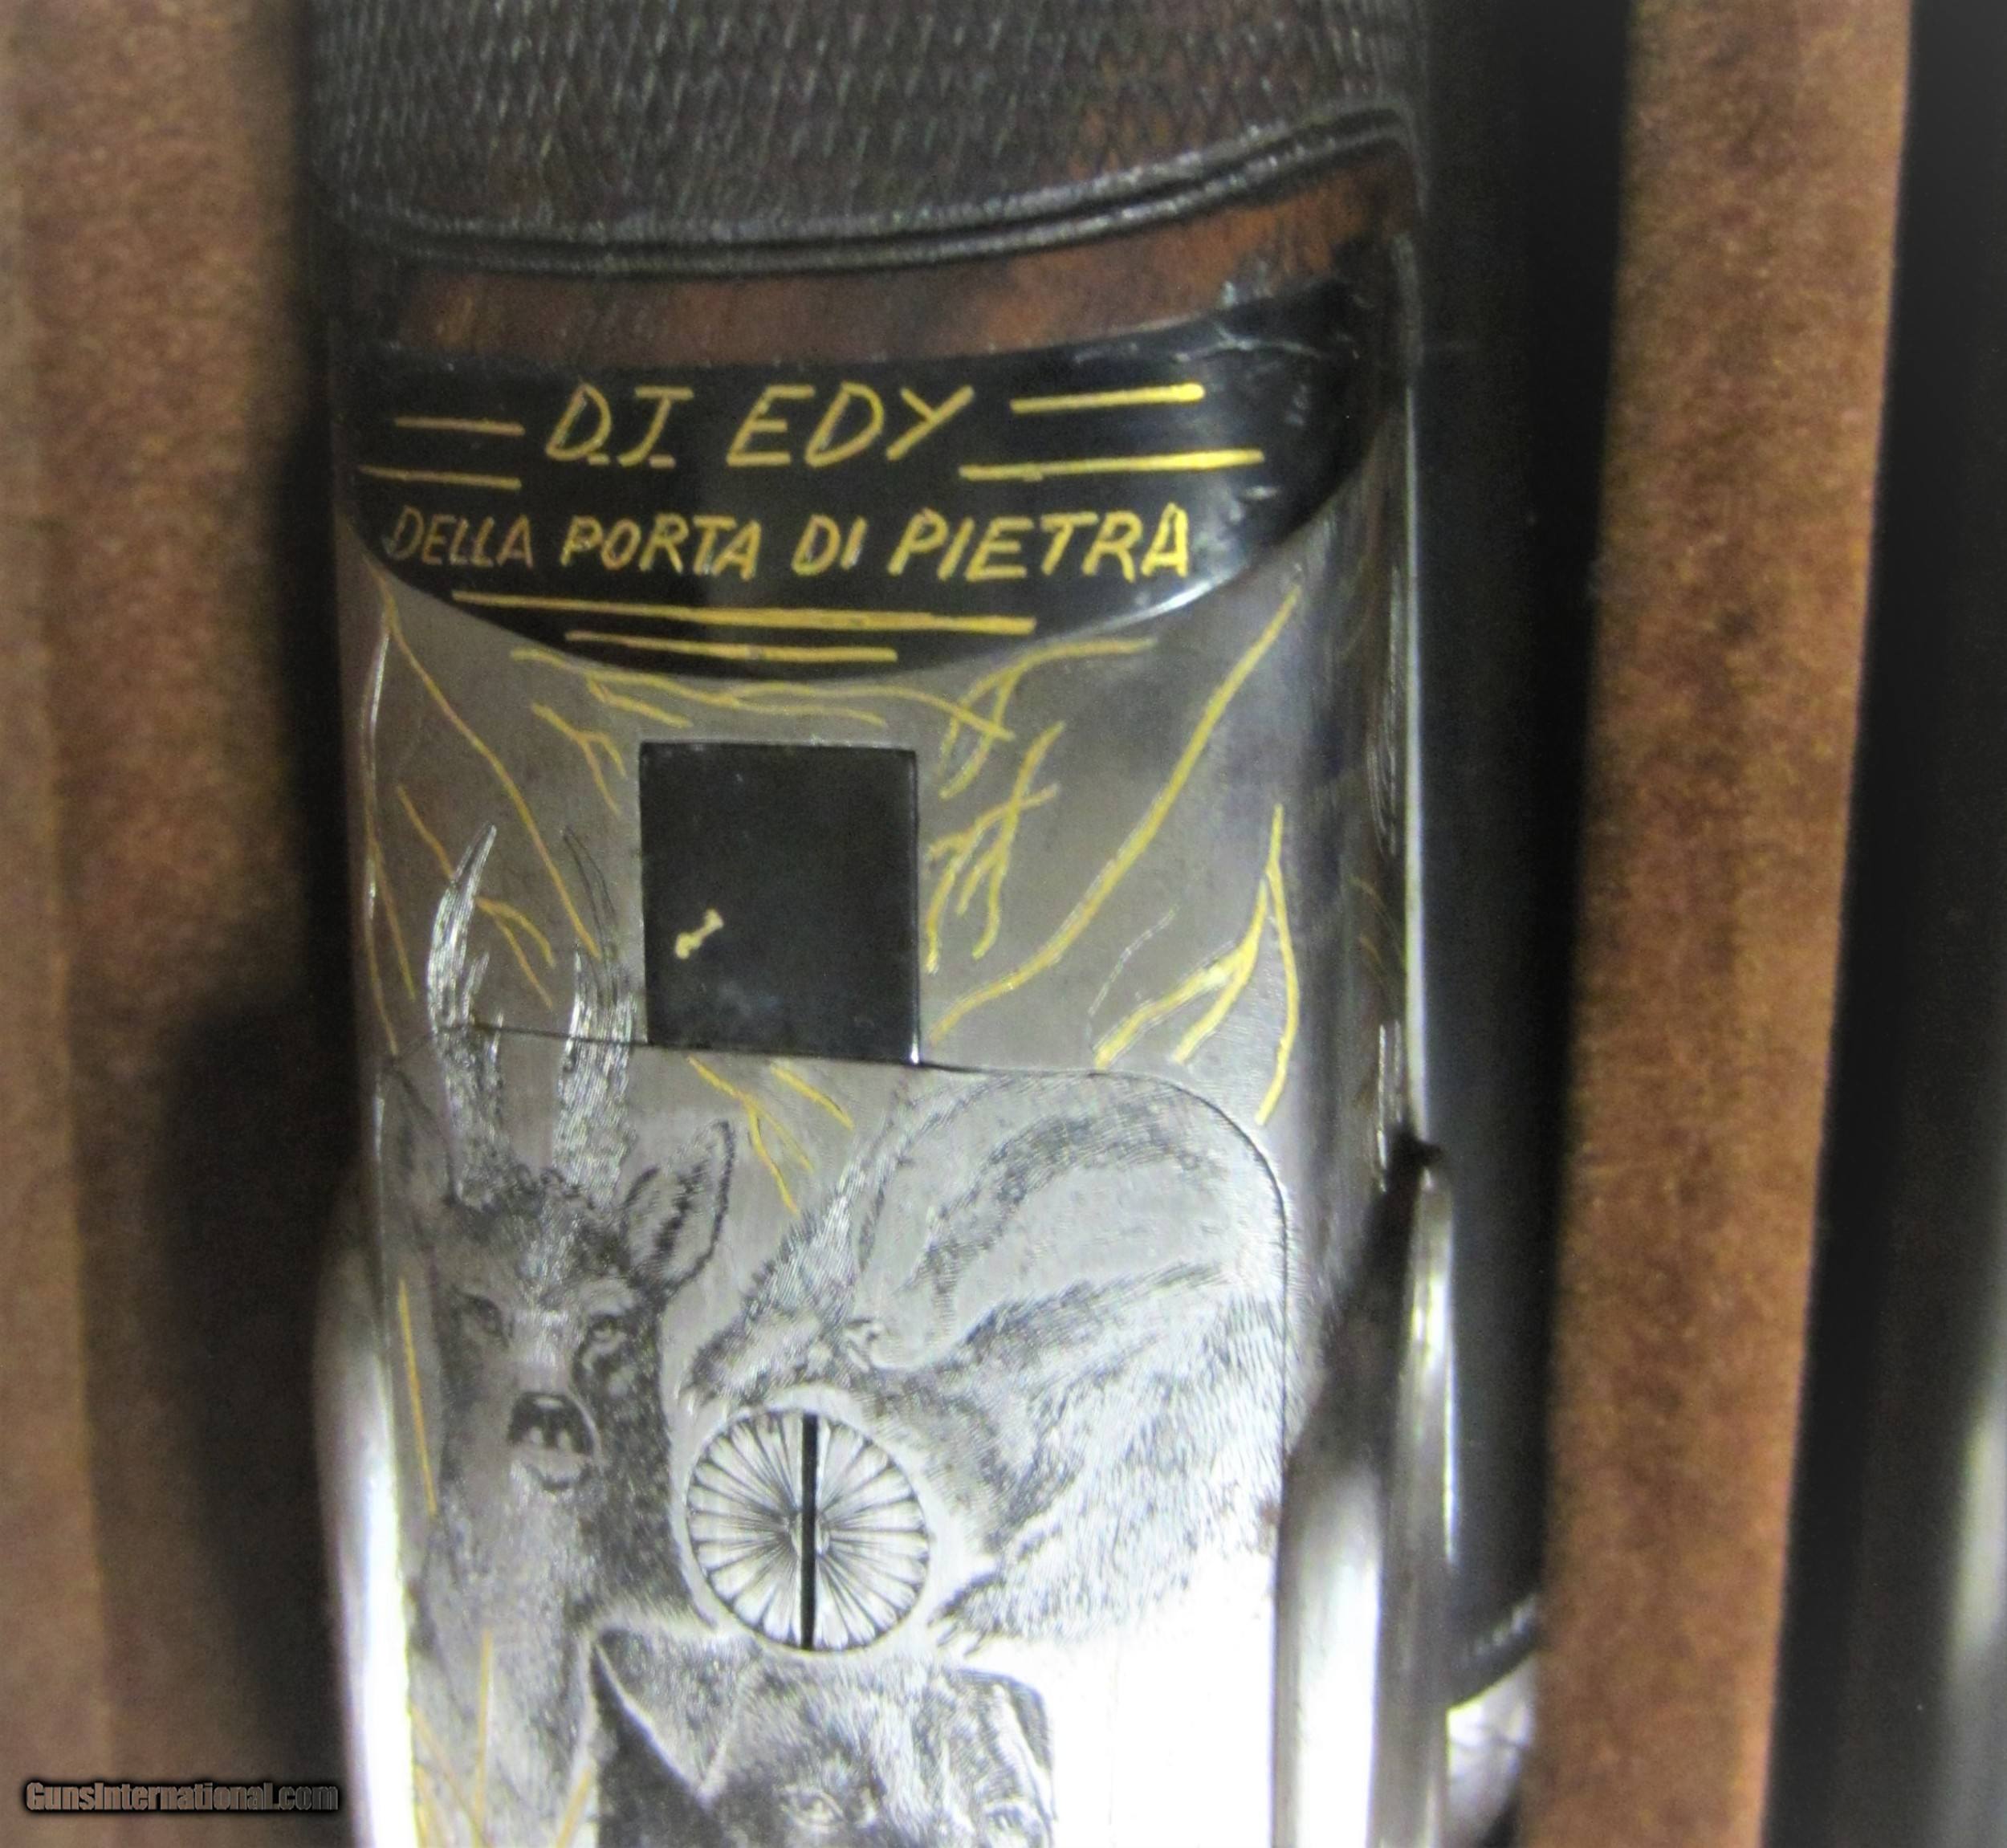 D.J. EDY
DELLA PORTA DI PIETRA
GunsInternational.com